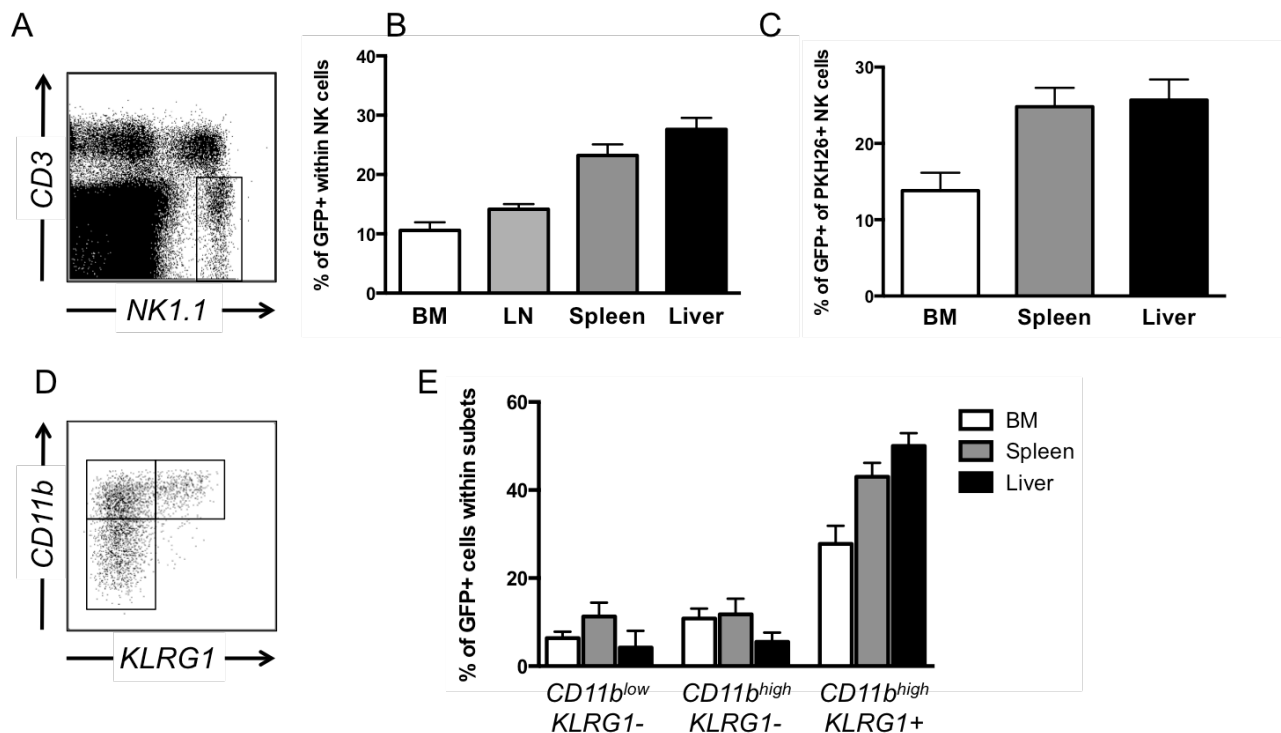 A
CD3
NK1.1
B
% of GFP+ within NK cells
40
30
20
10
0
BM LN Spleen Liver
C
% of GFP+ of PKH26+ NK cells
30
20
10
0
BM Spleen Liver
D
CD11b
KLRG1
E
% of GFP+ cells within subets
60
40
20
0
CD11blow CD11bhigh CD11bhigh
KLRG1- KLRG1- KLRG1+
BM
Spleen
Liver